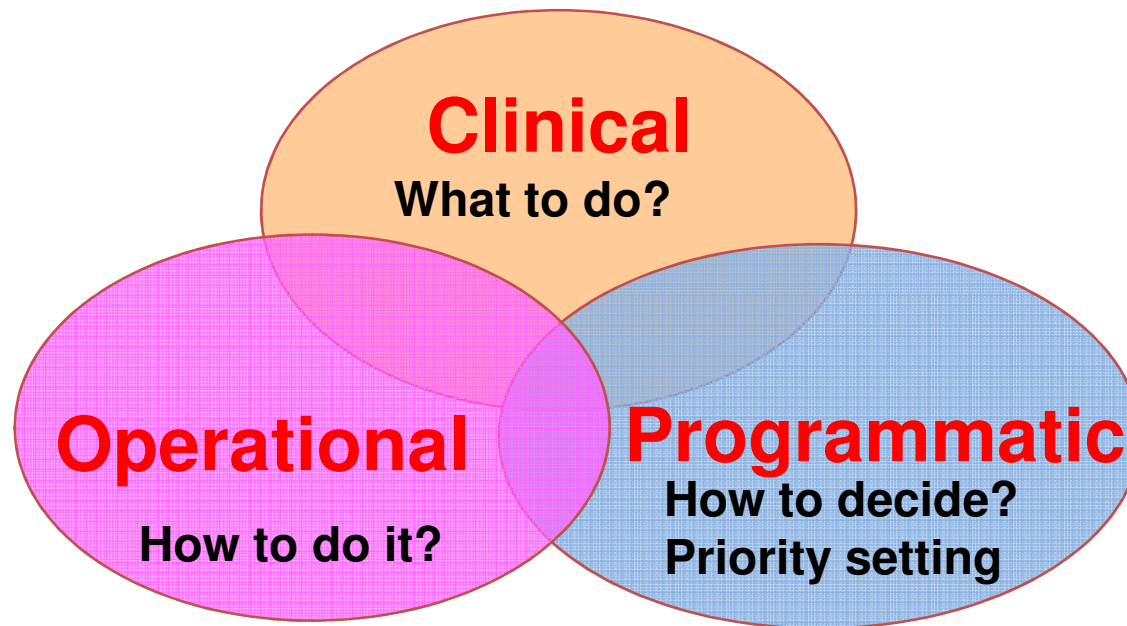 Clinical
What to do?
Operational
How to do it?
Programmatic
How to decide?
Priority setting